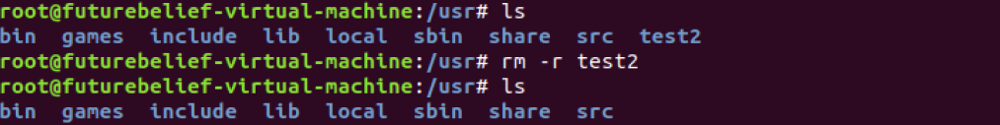 root@futurebelief-virtual-machine:/usr# ls
bin games include lib local sbin share src test2
root@futurebelief-virtual-machine:/usr# rm -r test2
root@futurebelief-virtual-machine:/usr# ls
bin games include lib local sbin share src